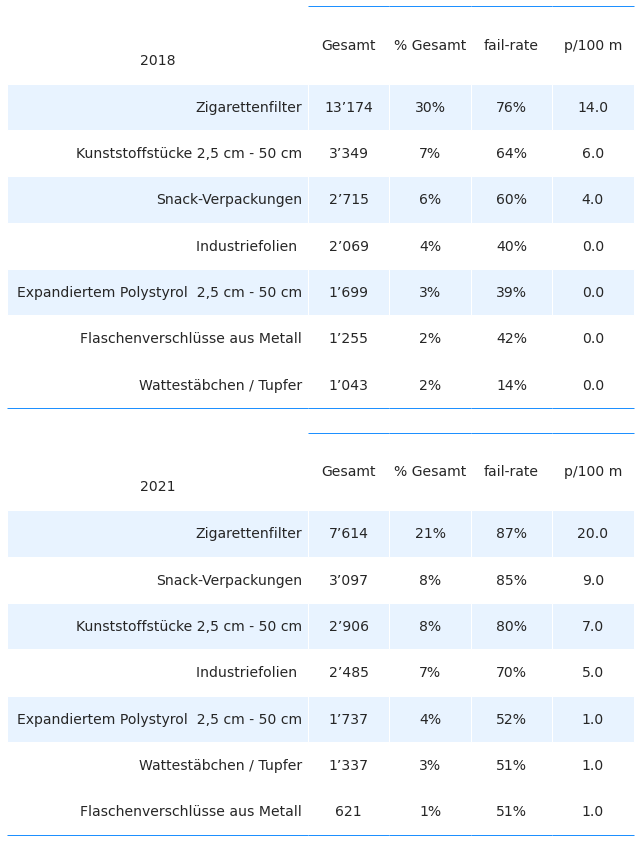 2018 Gesamt % Gesamt fail-rate p/100 m
Zigarettenfilter 13’174 30% 76% 14.0
Kunststoffstücke 2,5 cm - 50 cm 3’349 7% 64% 6.0
Snack-Verpackungen 2’715 6% 60% 4.0
Industriefolien 2’069 4% 40% 0.0
Expandiertem Polystyrol  2,5 cm - 50 cm 1’699 3% 39% 0.0
Flaschenverschlüsse aus Metall 1’255 2% 42% 0.0
Wattestäbchen / Tupfer 1’043 2% 14% 0.0
2021 Gesamt % Gesamt fail-rate p/100 m
Zigarettenfilter 7’614 21% 87% 20.0
Snack-Verpackungen 3’097 8% 85% 9.0
Kunststoffstücke 2,5 cm - 50 cm 2’906 8% 80% 7.0
Industriefolien 2’485 7% 70% 5.0
Expandiertem Polystyrol  2,5 cm - 50 cm 1’737 4% 52% 1.0
Wattestäbchen / Tupfer 1’337 3% 51% 1.0
Flaschenverschlüsse aus Metall 621 1% 51% 1.0